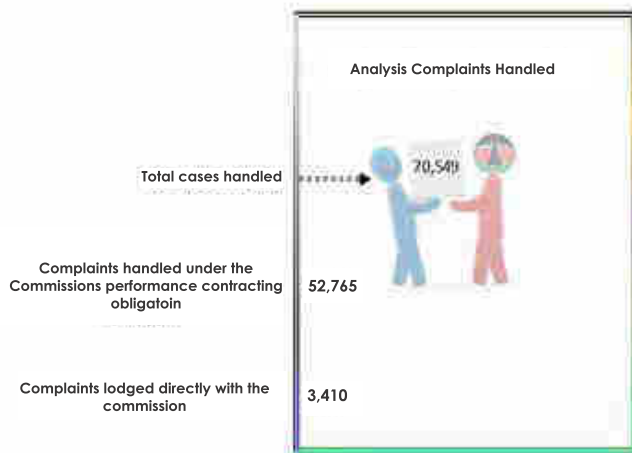 Analysis Complaints Handled
70,549
Total cases handled
Complaints handled under the
Commissions performance contracting
obligatoin
52,765
Complaints lodged directly with the
commission
3,410